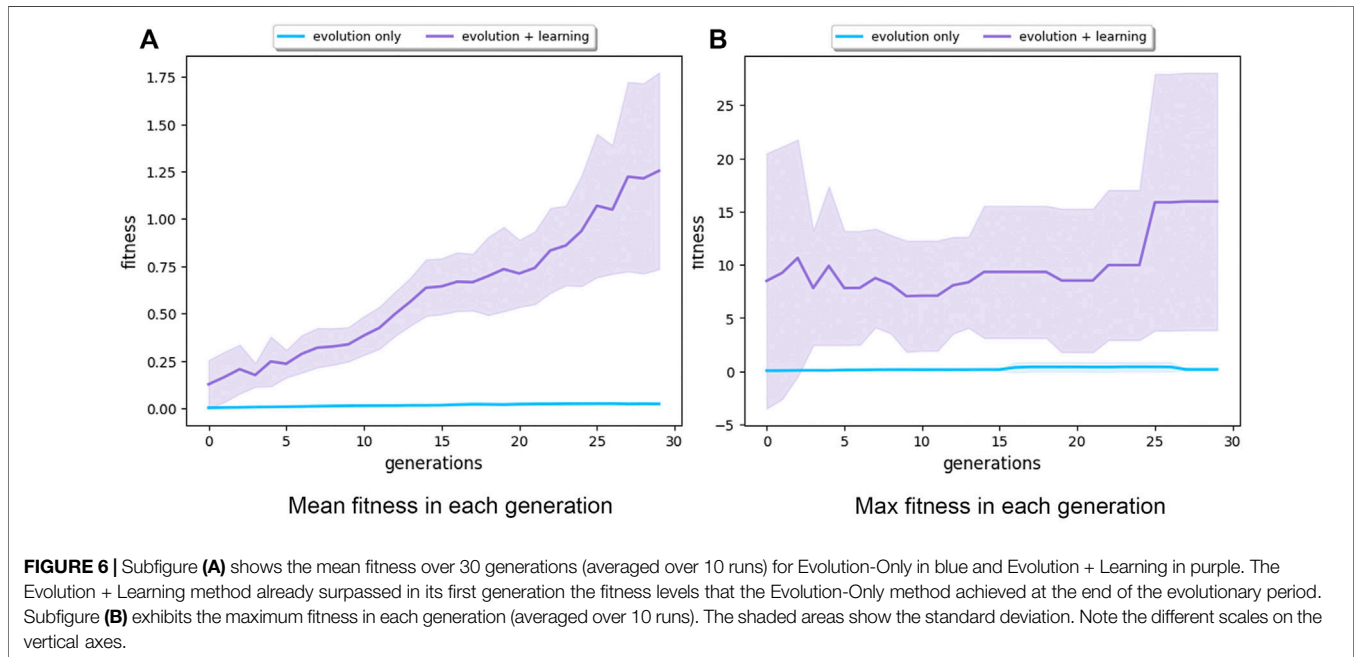 A
evolution only evolution + learning
1.75
1.50
1.25
1.00
0.75
0.50
0.25
0.00
fitness
0 5 10 15 20 25 30
generations
Mean fitness in each generation
B
evolution only evolution + learning
25
20
15
10
5
0
−5
fitness
0 5 10 15 20 25 30
generations
Max fitness in each generation
FIGURE 6 | Subfigure (A) shows the mean fitness over 30 generations (averaged over 10 runs) for Evolution-Only in blue and Evolution + Learning in purple. The
Evolution + Learning method already surpassed in its first generation the fitness levels that the Evolution-Only method achieved at the end of the evolutionary period.
Subfigure (B) exhibits the maximum fitness in each generation (averaged over 10 runs). The shaded areas show the standard deviation. Note the different scales on the
vertical axes.